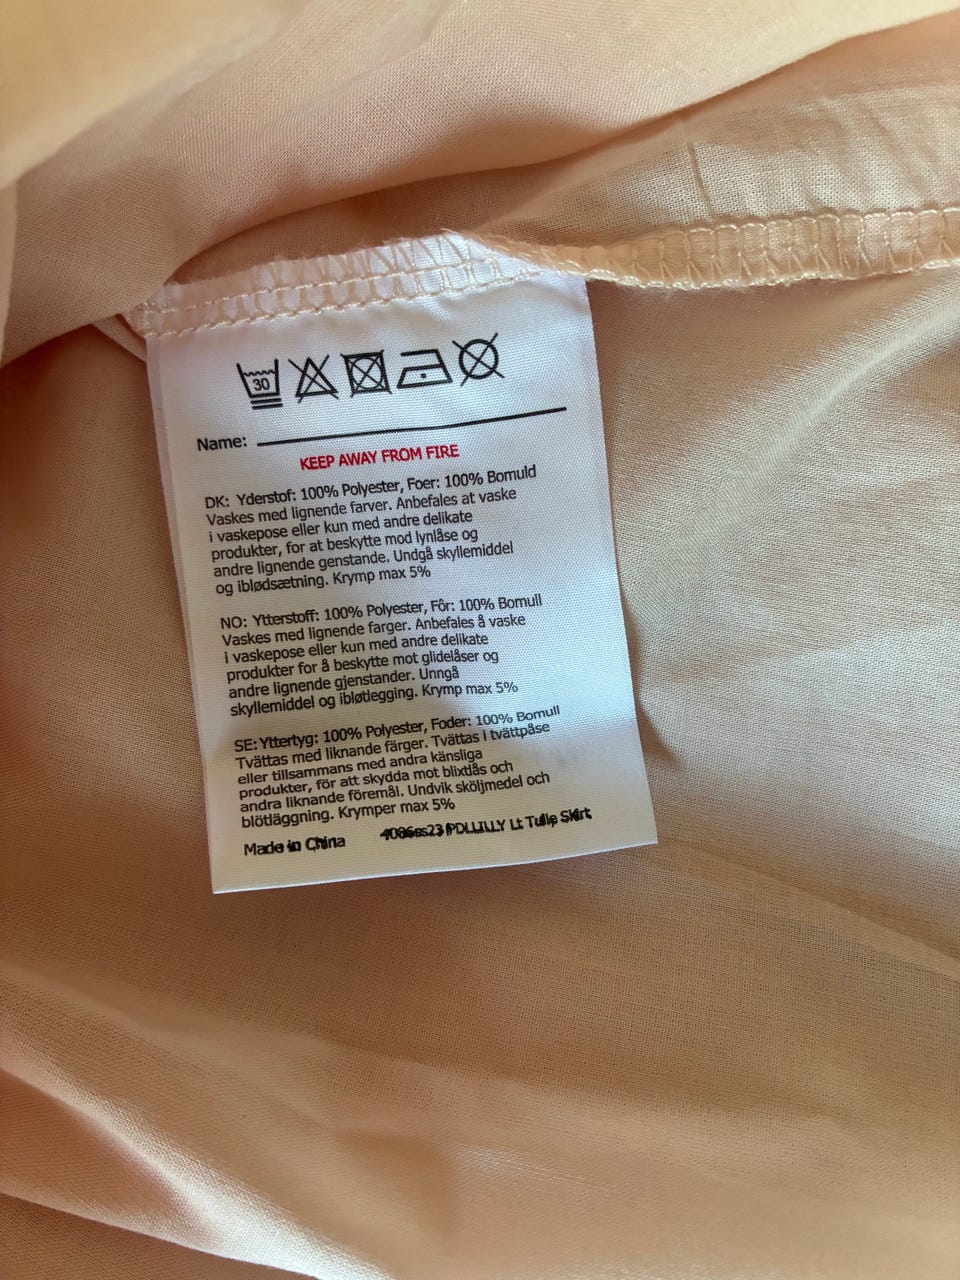 30
Name:
KEEP AWAY FROM FIRE
DK: Yderstof: 100% Polyester, Foer: 100% Bomuld
Vaskes med lignende farver. Anbefales at vaske
i vaskepose eller kun med andre delikate
produkter, for at beskytte mod lynlåse og
andre lignende genstande. Undgå skyllemiddel
og iblødsætning. Krymp max 5%
NO: Ytterstoff: 100% Polyester, Fôr: 100% Bomull
Vaskes med lignende farger. Anbefales å vaske
i vaskepose eller kun med andre delikate
produkter for å beskytte mot glidelåser og
andre lignende gjenstander. Unngå
skyllemiddel og ibløtlegging. Krymp max 5%
SE: Yttertyg: 100% Polyester, Foder: 100% Bomull
Tvättas med liknande färger. Tvättas i tvättpåse
eller tillsammans med andra känsliga
produkter, för att skydda mot blixtlås och
andra liknande föremål. Undvik sköljmedel och
blötläggning. Krymper max 5%
Made in China Lt Tulle Skirt